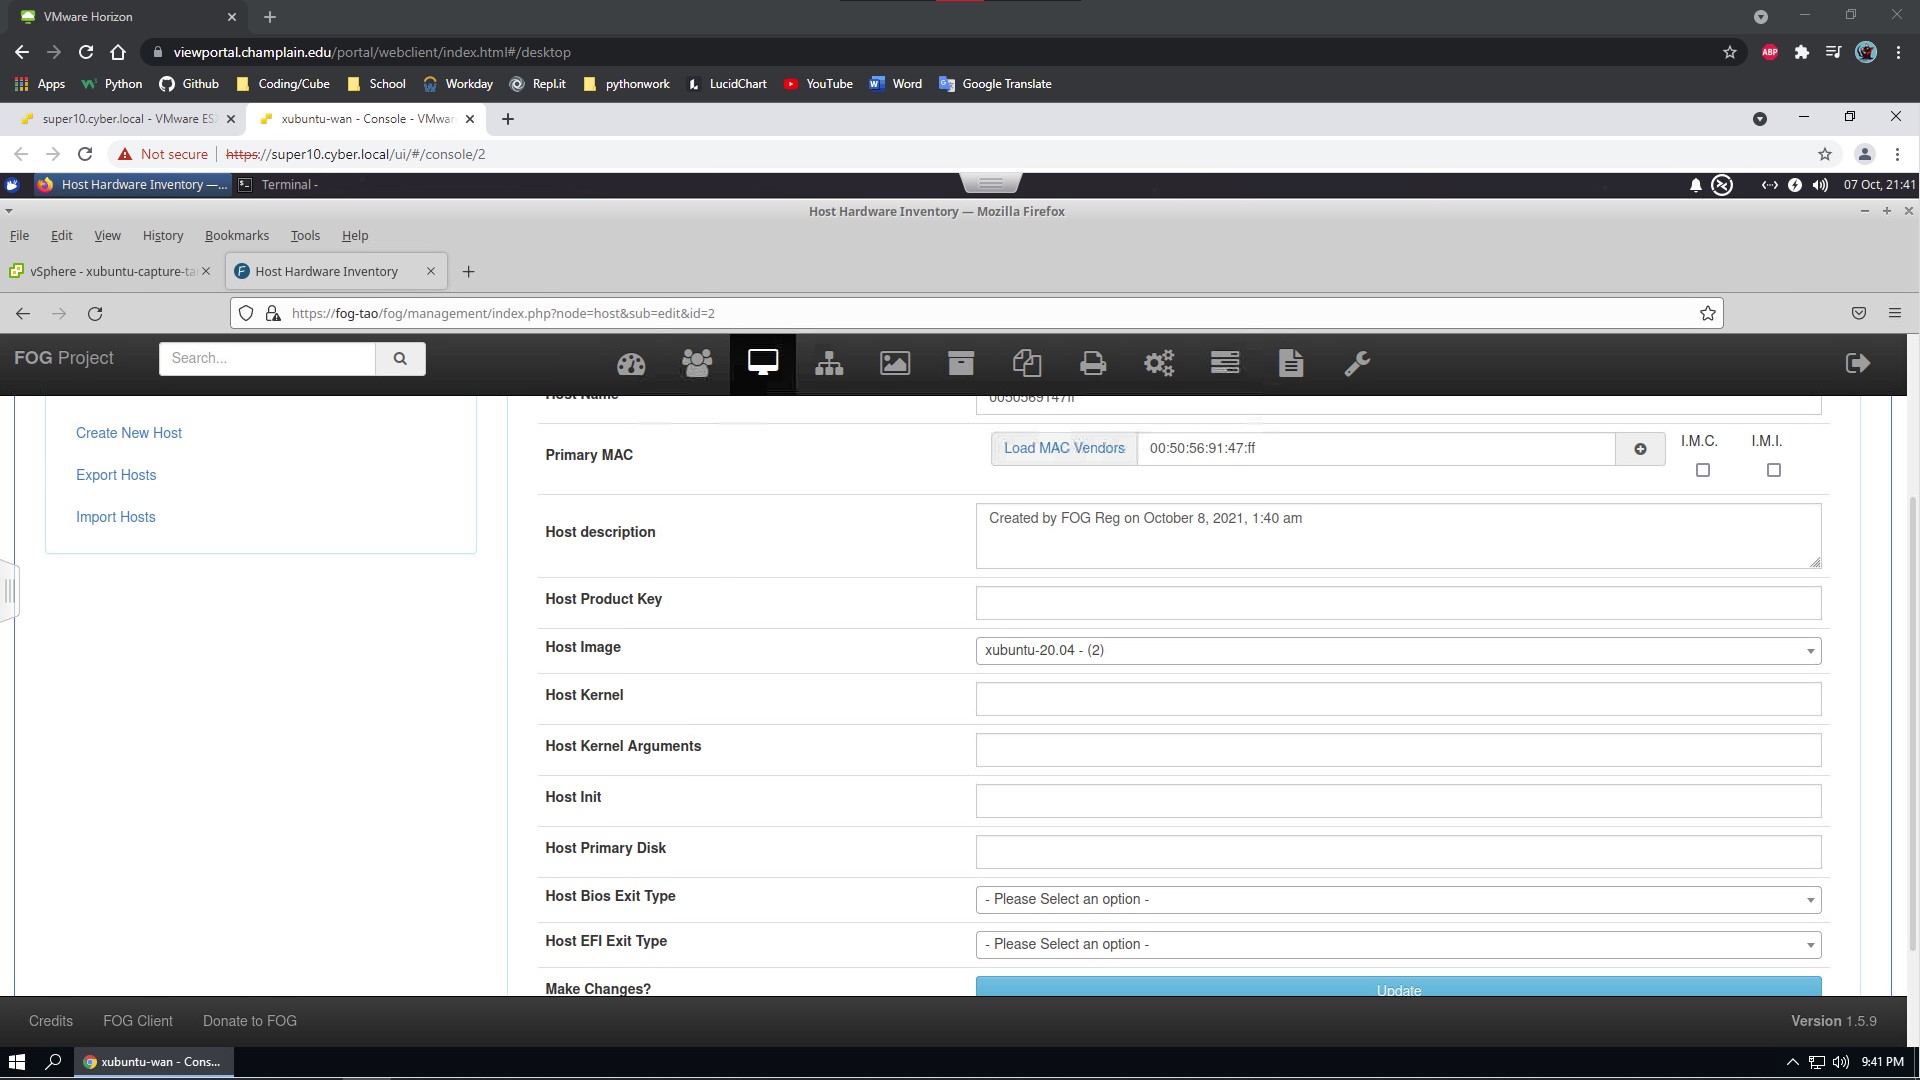 VMware Horizon
viewportal.champlain.edu/portal/webclient/index.html#/desktop
ABP
Apps Python Github Coding/Cube School Workday Repl.it pythonwork LucidChart YouTube Word Google Translate
super10.cyber.local - VMware ES xubuntu-wan - Console - VMwar
Not secure https://super10.cyber.local/ui/#/console/2
Host Hardware Inventory —... Terminal - 07 Oct, 21:41
Host Hardware Inventory — Mozilla Firefox
File Edit View History Bookmarks Tools Help
vSphere - xubuntu-capture-ta Host Hardware Inventory
https://fog-tao/fog/management/index.php?node=host&sub=edit&id=2
FOG Project Search...
Host Name 0050569147ff
Create New Host
Export Hosts
Import Hosts
Primary MAC Load MAC Vendors 00:50:56:91:47:ff I.M.C. I.M.I.
Host description Created by FOG Reg on October 8, 2021, 1:40 am
Host Product Key
Host Image xubuntu-20.04 - (2)
Host Kernel
Host Kernel Arguments
Host Init
Host Primary Disk
Host Bios Exit Type - Please Select an option -
Host EFI Exit Type - Please Select an option -
Make Changes? Update
Credits FOG Client Donate to FOG Version 1.5.9
xubuntu-wan - Cons... 9:41 PM